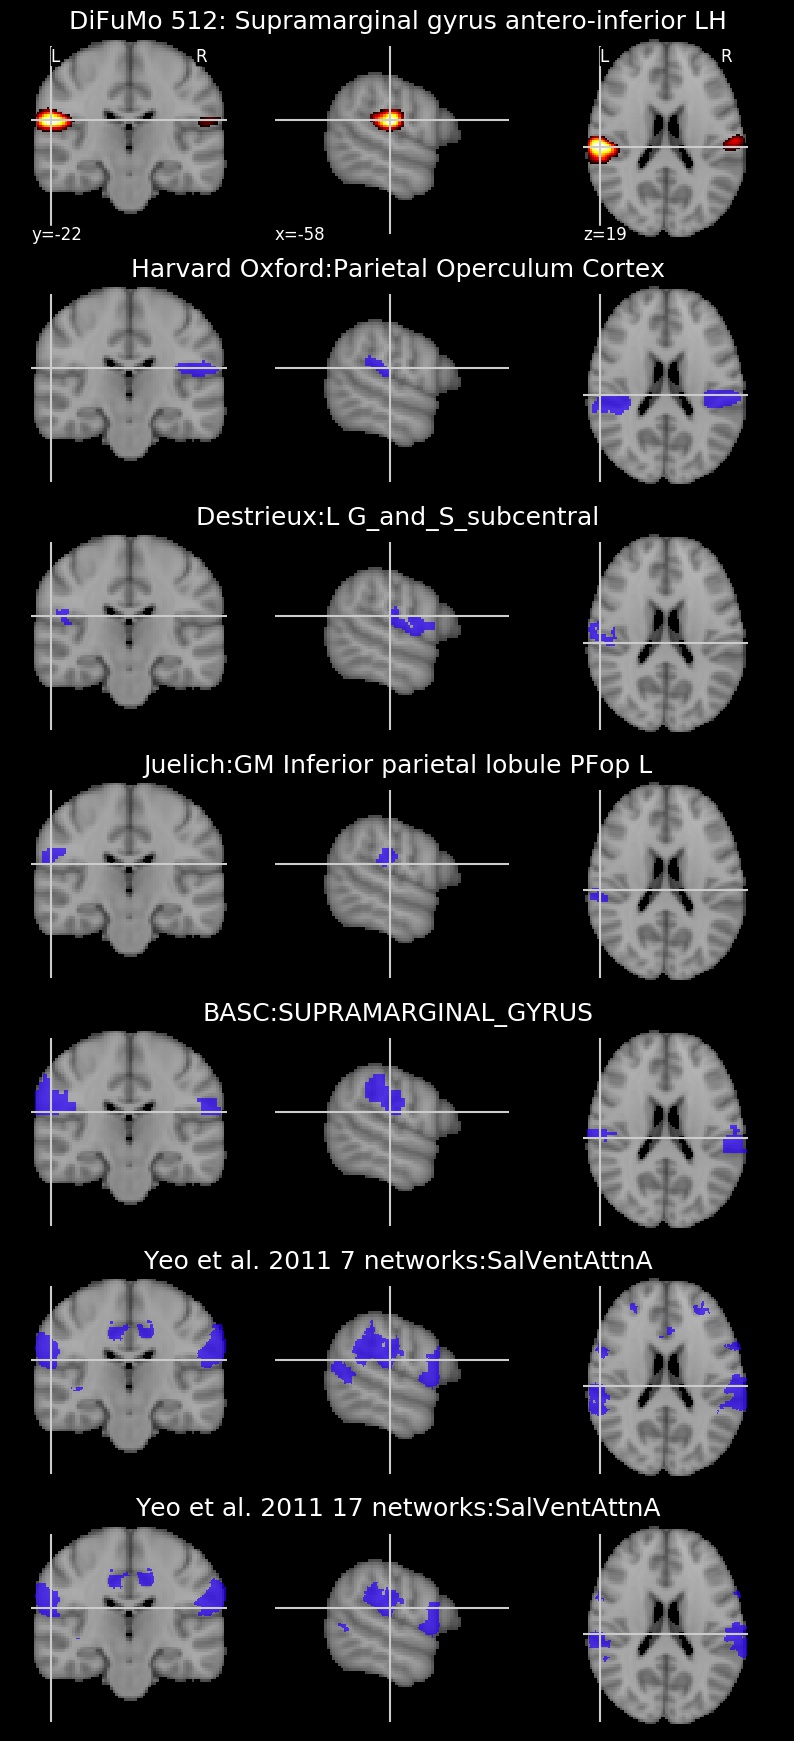 DiFuMo 512: Supramarginal gyrus antero-inferior LH
L R L R
y=-22 x=-58 z=19
Harvard Oxford:Parietal Operculum Cortex
Destrieux:L G_and_S_subcentral
Juelich:GM Inferior parietal lobule PFop L
BASC:SUPRAMARGINAL_GYRUS
Yeo et al. 2011 7 networks:SalVentAttnA
Yeo et al. 2011 17 networks:SalVentAttnA